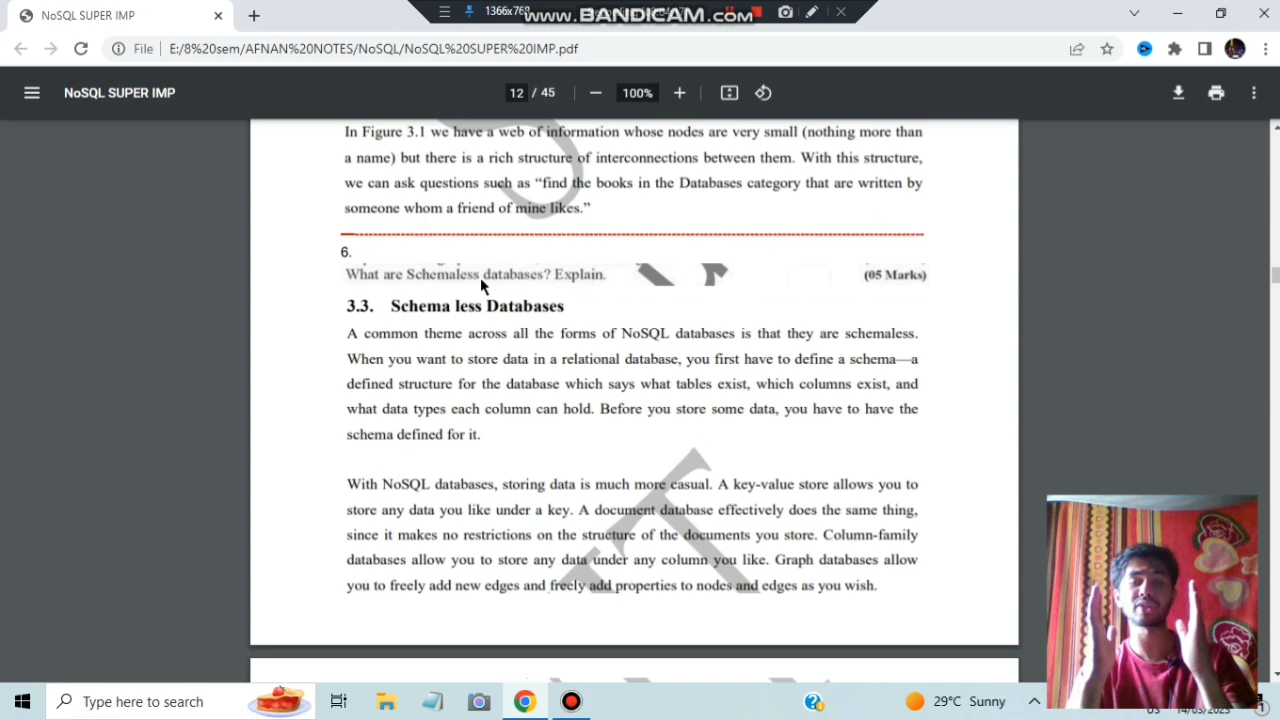 NoSQL SUPER IMP
1366x768
www.BANDICAM.com
File E:/8%20sem/AFNAN%20NOTES/NoSQL/NoSQL%20SUPER%20IMP.pdf
NoSQL SUPER IMP
12 / 45
100%
In Figure 3.1 we have a web of information whose nodes are very small (nothing more than
a name) but there is a rich structure of interconnections between them. With this structure,
we can ask questions such as “find the books in the Databases category that are written by
someone whom a friend of mine likes.”
6.
What are Schemaless databases? Explain. (05 Marks)
3.3. Schema less Databases
A common theme across all the forms of NoSQL databases is that they are schemaless.
When you want to store data in a relational database, you first have to define a schema—a
defined structure for the database which says what tables exist, which columns exist, and
what data types each column can hold. Before you store some data, you have to have the
schema defined for it.
With NoSQL databases, storing data is much more casual. A key-value store allows you to
store any data you like under a key. A document database effectively does the same thing,
since it makes no restrictions on the structure of the documents you store. Column-family
databases allow you to store any data under any column you like. Graph databases allow
you to freely add new edges and freely add properties to nodes and edges as you wish.
Type here to search
29°C Sunny